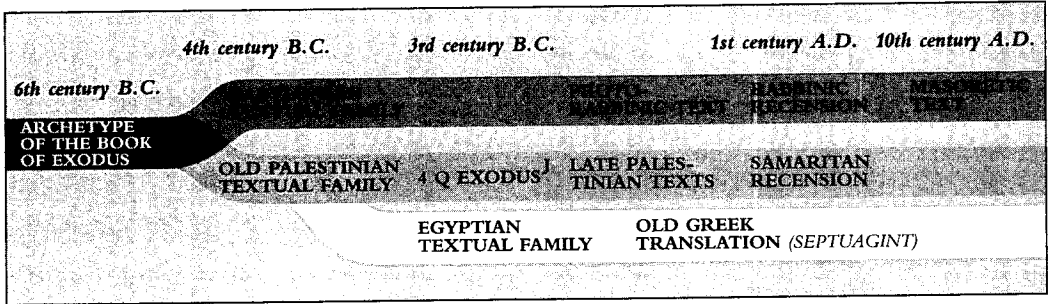 4th century B.C.
3rd century B.C.
1st century A.D.
10th century A.D.
6th century B.C.
FAMILY
PROTO-
RABBINIC TEXT
RABBINIC
RECENSION
MASORETIC
TEXT
ARCHETYPE
OF THE BOOK
OF EXODUS
OLD PALESTINIAN
TEXTUAL FAMILY
4 Q EXODUS J
LATE PALES-
TINIAN TEXTS
SAMARITAN
RECENSION
EGYPTIAN
TEXTUAL FAMILY
OLD GREEK
TRANSLATION (SEPTUAGINT)